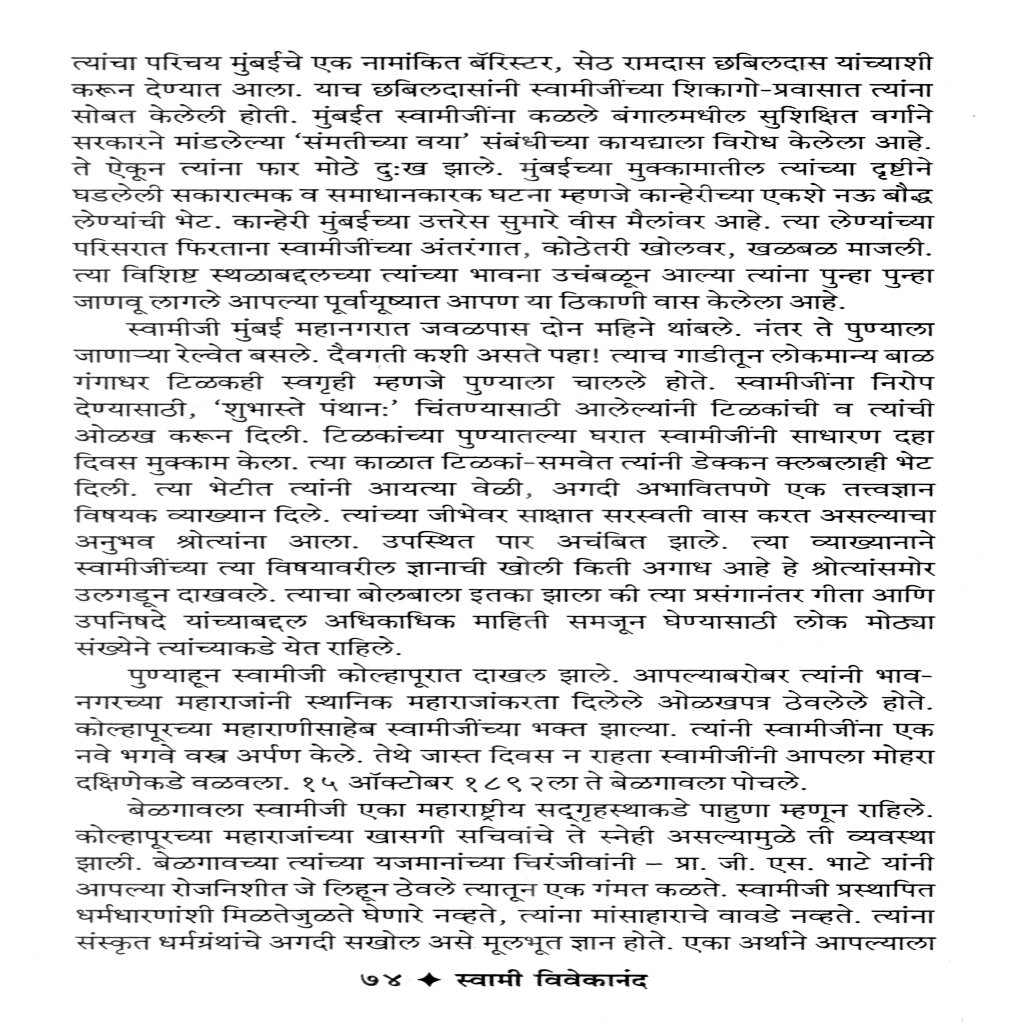 त्यांचा परिचय मुंबईचे एक नामांकित बॅरिस्टर, सेठ रामदास छबिलदास यांच्याशी
करून देण्यात आला. याच छबिलदासांनी स्वामीजींच्या शिकागो-प्रवासात त्यांना
सोबत केलेली होती. मुंबईत स्वामीजींना कळले बंगालमधील सुशिक्षित वर्गाने
सरकारने मांडलेल्या ‘संमतीच्या वया’ संबंधीच्या कायद्याला विरोध केलेला आहे.
ते ऐकून त्यांना फार मोठे दुःख झाले. मुंबईच्या मुक्कामातील त्यांच्या दृष्टीने
घडलेली सकारात्मक व समाधानकारक घटना म्हणजे कान्हेरीच्या एकशे नऊ बौद्ध
लेण्यांची भेट. कान्हेरी मुंबईच्या उत्तरेस सुमारे वीस मैलांवर आहे. त्या लेण्यांच्या
परिसरात फिरताना स्वामीजींच्या अंतरंगात, कोठेतरी खोलवर, खळबळ माजली.
त्या विशिष्ट स्थळाबद्दलच्या त्यांच्या भावना उचंबळून आल्या त्यांना पुन्हा पुन्हा
जाणवू लागले आपल्या पूर्वायूष्यात आपण या ठिकाणी वास केलेला आहे.
स्वामीजी मुंबई महानगरात जवळपास दोन महिने थांबले. नंतर ते पुण्याला
जाणाऱ्या रेल्वेत बसले. दैवगती कशी असते पहा! त्याच गाडीतून लोकमान्य बाळ
गंगाधर टिळकही स्वगृही म्हणजे पुण्याला चालले होते. स्वामीजींना निरोप
देण्यासाठी, ‘शुभास्ते पंथानः’ चिंतण्यासाठी आलेल्यांनी टिळकांची व त्यांची
ओळख करून दिली. टिळकांच्या पुण्यातल्या घरात स्वामीजींनी साधारण दहा
दिवस मुक्काम केला. त्या काळात टिळकां-समवेत त्यांनी डेक्कन क्लबलाही भेट
दिली. त्या भेटीत त्यांनी आयत्या वेळी, अगदी अभावितपणे एक तत्त्वज्ञान
विषयक व्याख्यान दिले. त्यांच्या जीभेवर साक्षात सरस्वती वास करत असल्याचा
अनुभव श्रोत्यांना आला. उपस्थित पार अचंबित झाले. त्या व्याख्यानाने
स्वामीजींच्या त्या विषयावरील ज्ञानाची खोली किती अगाध आहे हे श्रोत्यांसमोर
उलगडून दाखवले. त्याचा बोलबाला इतका झाला की त्या प्रसंगानंतर गीता आणि
उपनिषदे यांच्याबद्दल अधिकाधिक माहिती समजून घेण्यासाठी लोक मोठ्या
संख्येने त्यांच्याकडे येत राहिले.
पुण्याहून स्वामीजी कोल्हापूरात दाखल झाले. आपल्याबरोबर त्यांनी भाव-
नगरच्या महाराजांनी स्थानिक महाराजांकरता दिलेले ओळखपत्र ठेवलेले होते.
कोल्हापूरच्या महाराणीसाहेब स्वामीजींच्या भक्त झाल्या. त्यांनी स्वामीजींना एक
नवे भगवे वस्त्र अर्पण केले. तेथे जास्त दिवस न राहता स्वामीजींनी आपला मोहरा
दक्षिणेकडे वळवला. १५ ऑक्टोबर १८९२ला ते बेळगावला पोचले.
बेळगावला स्वामीजी एका महाराष्ट्रीय सद्‌गृहस्थाकडे पाहुणा म्हणून राहिले.
कोल्हापूरच्या महाराजांच्या खासगी सचिवांचे ते स्नेही असल्यामुळे ती व्यवस्था
झाली. बेळगावच्या त्यांच्या यजमानांच्या चिरंजीवांनी – प्रा. जी. एस. भाटे यांनी
आपल्या रोजनिशीत जे लिहून ठेवले त्यातून एक गंमत कळते. स्वामीजी प्रस्थापित
धर्मधारणांशी मिळतेजुळते घेणारे नव्हते, त्यांना मांसाहाराचे वावडे नव्हते. त्यांना
संस्कृत धर्मग्रंथांचे अगदी सखोल असे मूलभूत ज्ञान होते. एका अर्थाने आपल्याला
७४ ✦ स्वामी विवेकानंद